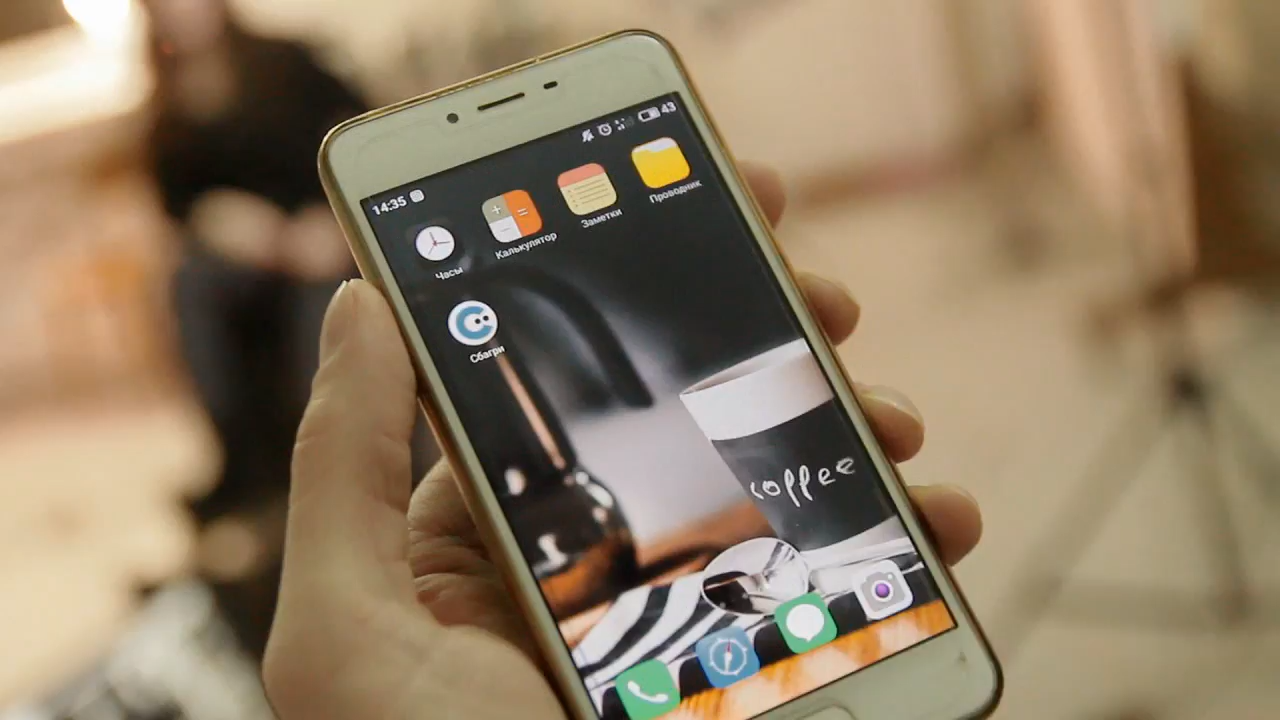 14:35 43
Часы
Калькулятор
Заметки
Проводник
Сбагри
coffee